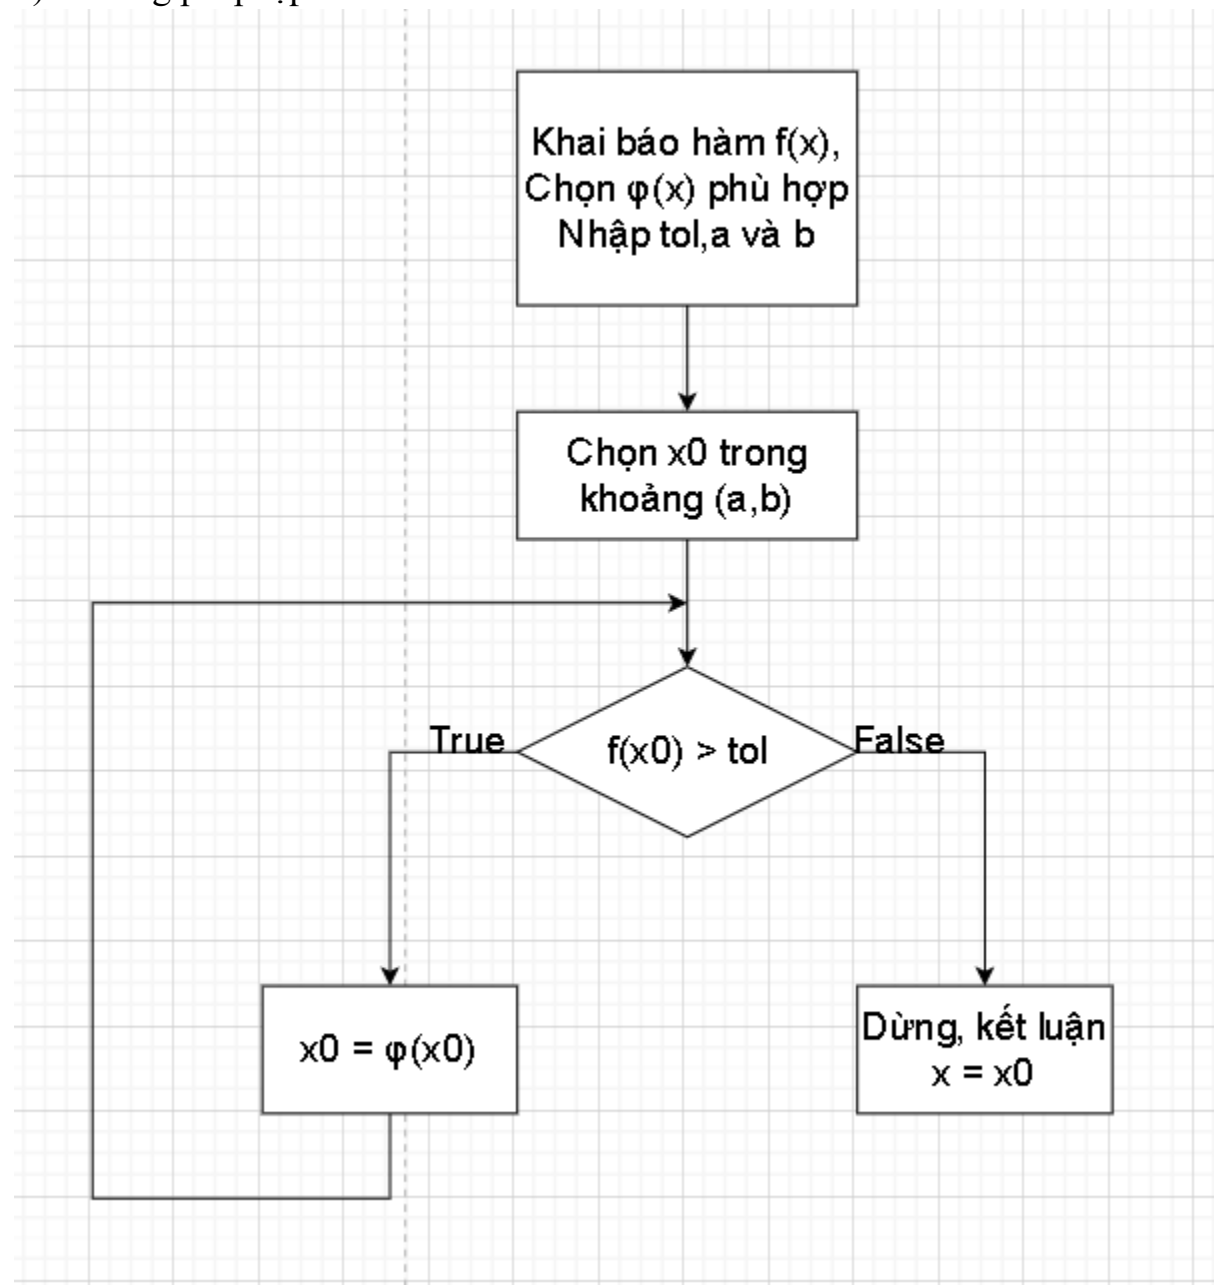 Khai báo hàm f(x),
Chọn φ(x) phù hợp
Nhập tol,a và b
Chọn x0 trong
khoảng (a,b)
True
f(x0) > tol
False
x0 = φ(x0)
Dừng, kết luận
x = x0